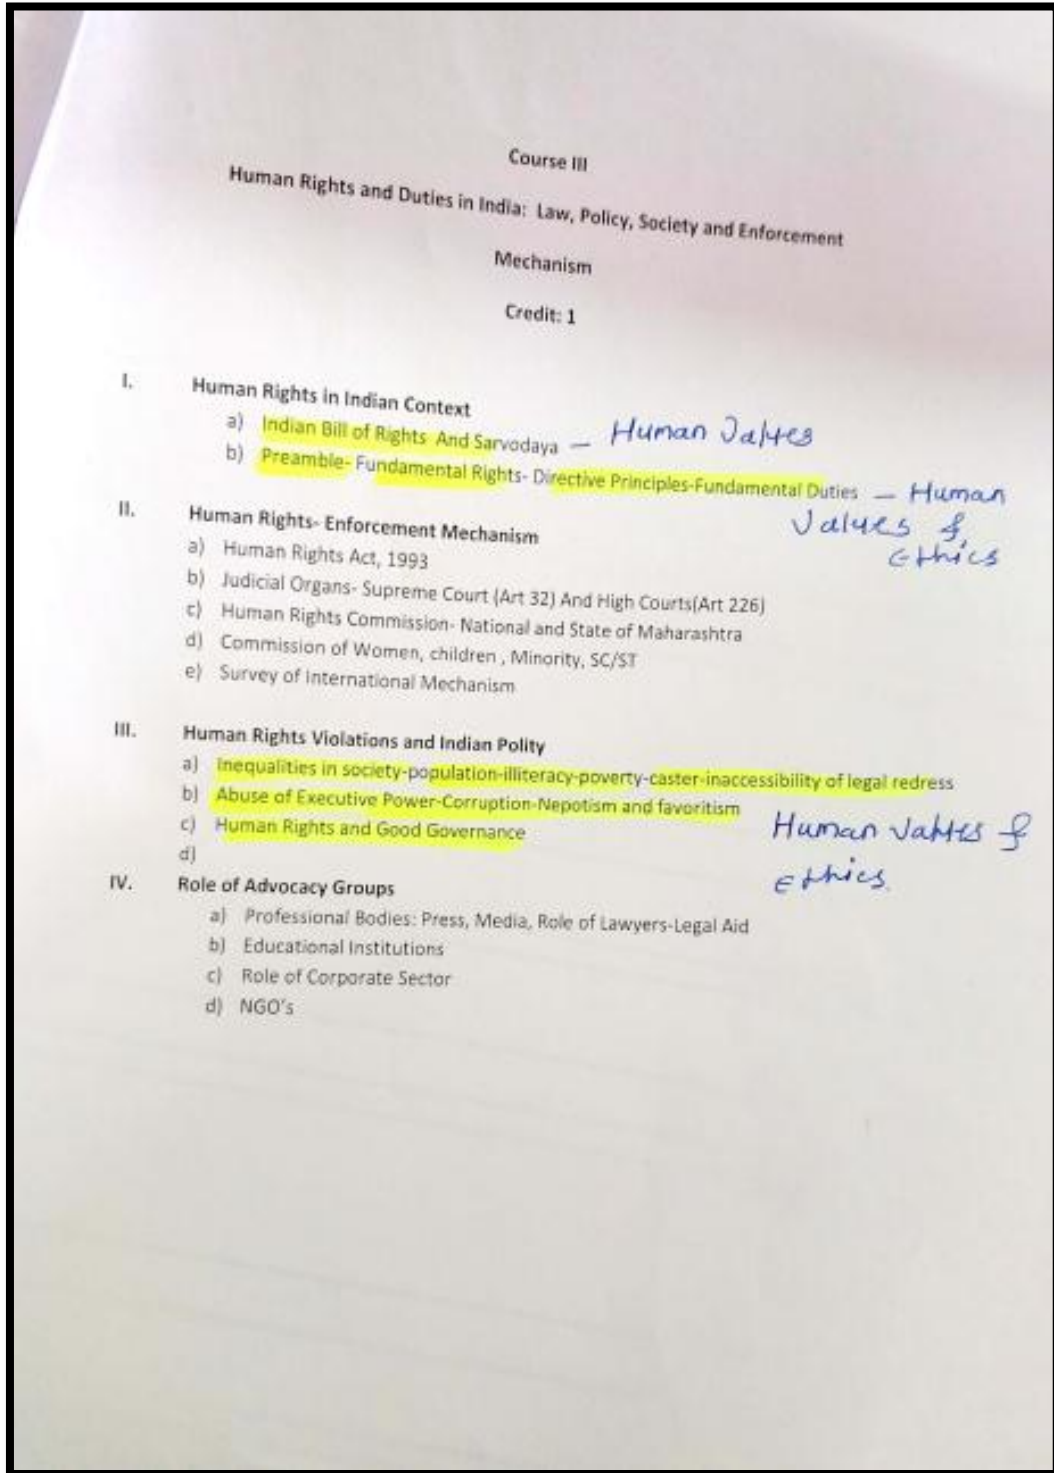 Course III
Human Rights and Duties in India: Law, Policy, Society and Enforcement
Mechanism
Credit: 1
I. Human Rights in Indian Context
a) Indian Bill of Rights And Sarvodaya — Human Values
b) Preamble- Fundamental Rights- Directive Principles-Fundamental Duties — Human
Values &
Ethics
II. Human Rights- Enforcement Mechanism
a) Human Rights Act, 1993
b) Judicial Organs- Supreme Court (Art 32) And High Courts(Art 226)
c) Human Rights Commission- National and State of Maharashtra
d) Commission of Women, children , Minority, SC/ST
e) Survey of International Mechanism
III. Human Rights Violations and Indian Polity
a) Inequalities in society-population-illiteracy-poverty-caster-inaccessibility of legal redress
b) Abuse of Executive Power-Corruption-Nepotism and favoritism
c) Human Rights and Good Governance
Human Values &
d)
Ethics.
IV. Role of Advocacy Groups
a) Professional Bodies: Press, Media, Role of Lawyers-Legal Aid
b) Educational Institutions
c) Role of Corporate Sector
d) NGO's